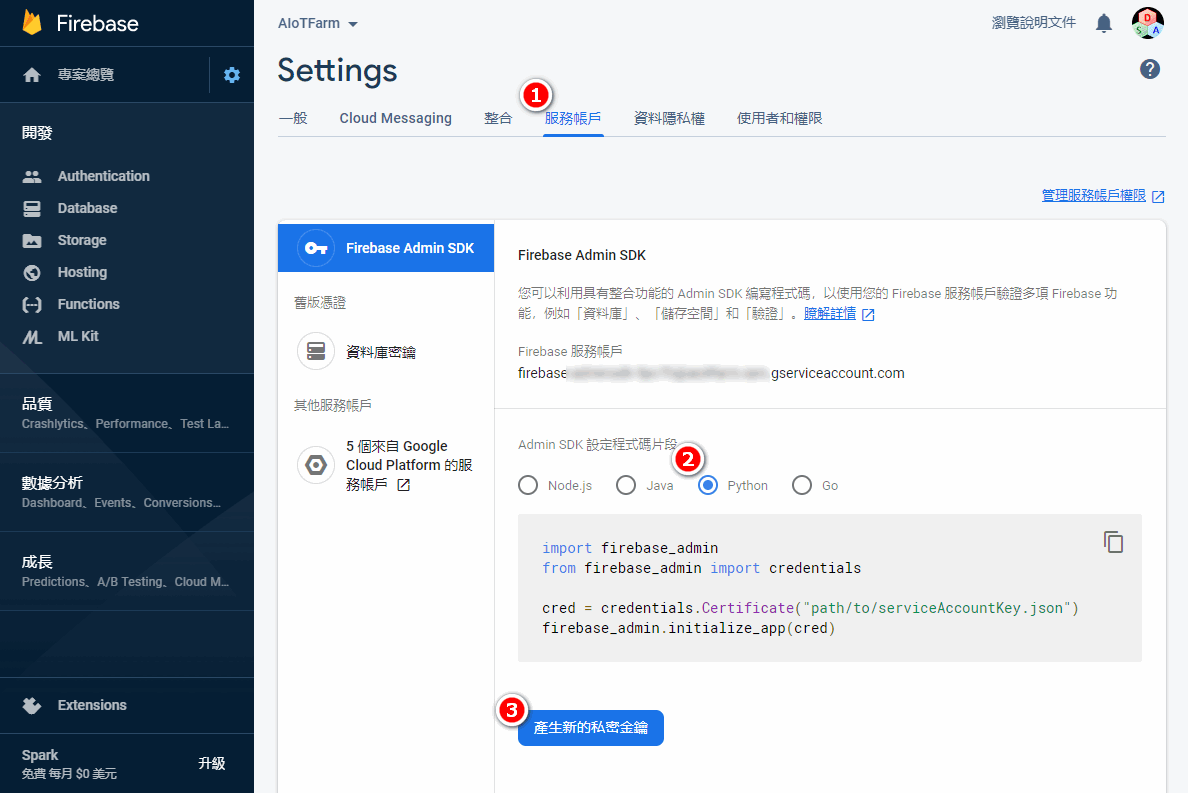 Firebase
AIoTFarm
瀏覽說明文件
專案總覽
Settings
1
一般
Cloud Messaging
整合
服務帳戶
資料隱私權
使用者和權限
開發
Authentication
Database
Storage
Hosting
Functions
ML Kit
品質
Crashlytics、Performance、Test La...
數據分析
Dashboard、Events、Conversions...
成長
Predictions、A/B Testing、Cloud M...
Extensions
Spark
免費 每月 $0 美元
升級
管理服務帳戶權限
Firebase Admin SDK
舊版憑證
資料庫密鑰
其他服務帳戶
5 個來自 Google
Cloud Platform 的服
務帳戶
Firebase Admin SDK
您可以利用具有整合功能的 Admin SDK 編寫程式碼，以使用您的 Firebase 服務帳戶驗證多項 Firebase 功
能，例如「資料庫」、「儲存空間」和「驗證」。瞭解詳情
Firebase 服務帳戶
firebase gserviceaccount.com
Admin SDK 設定程式碼片段
2
Node.js
Java
Python
Go
import firebase_admin
from firebase_admin import credentials
cred = credentials.Certificate("path/to/serviceAccountKey.json")
firebase_admin.initialize_app(cred)
3
產生新的私密金鑰